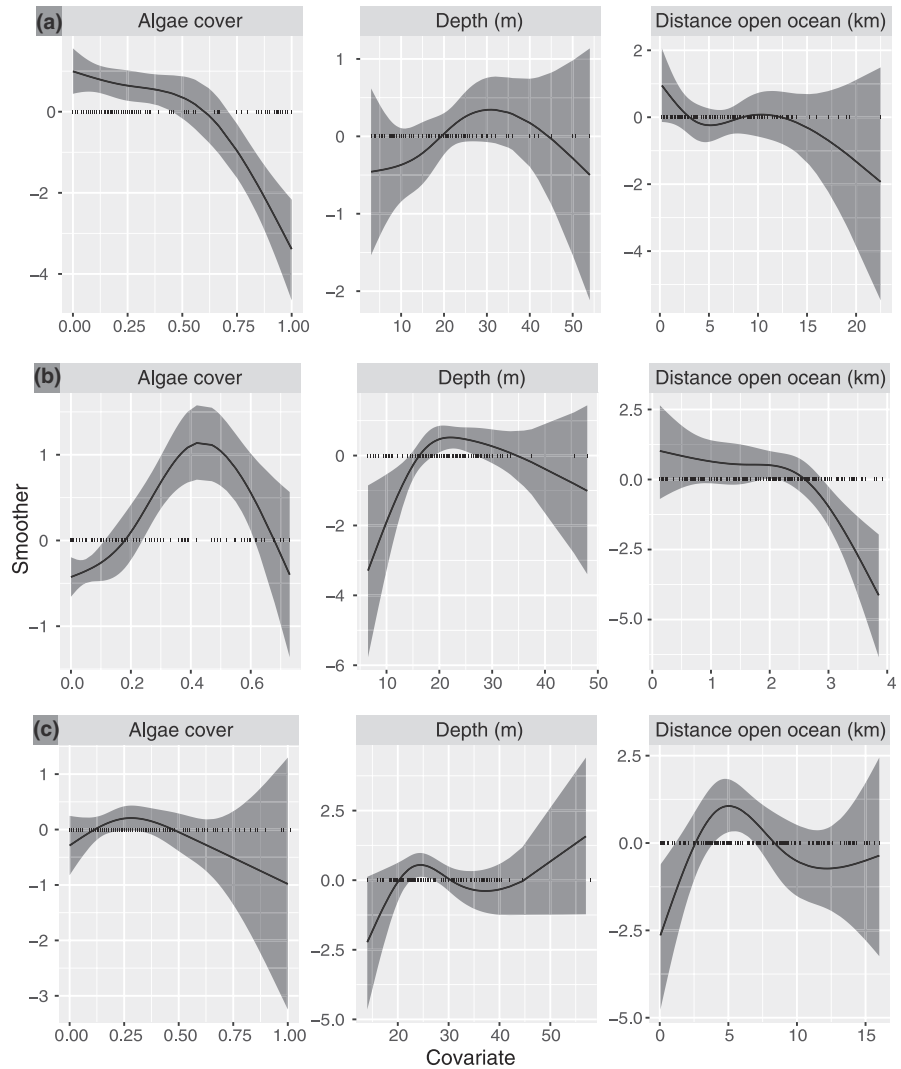 (a) Algae cover Depth (m) Distance open ocean (km)
1 2
0 0 0
−2 −1 −2
−4 −2 −4
0.00 0.25 0.50 0.75 1.00 10 20 30 40 50 0 5 10 15 20
(b) Algae cover Depth (m) Distance open ocean (km)
1 0 2.5
0 −2 0.0
−1 −4 −2.5
−6 −5.0
0.0 0.2 0.4 0.6 10 20 30 40 50 0 1 2 3 4
Smoother
(c) Algae cover Depth (m) Distance open ocean (km)
1 2.5 2.5
0 0.0 0.0
−1 −2.5 −2.5
−2 −5.0 −5.0
−3
0.00 0.25 0.50 0.75 1.00 20 30 40 50 0 5 10 15
Covariate